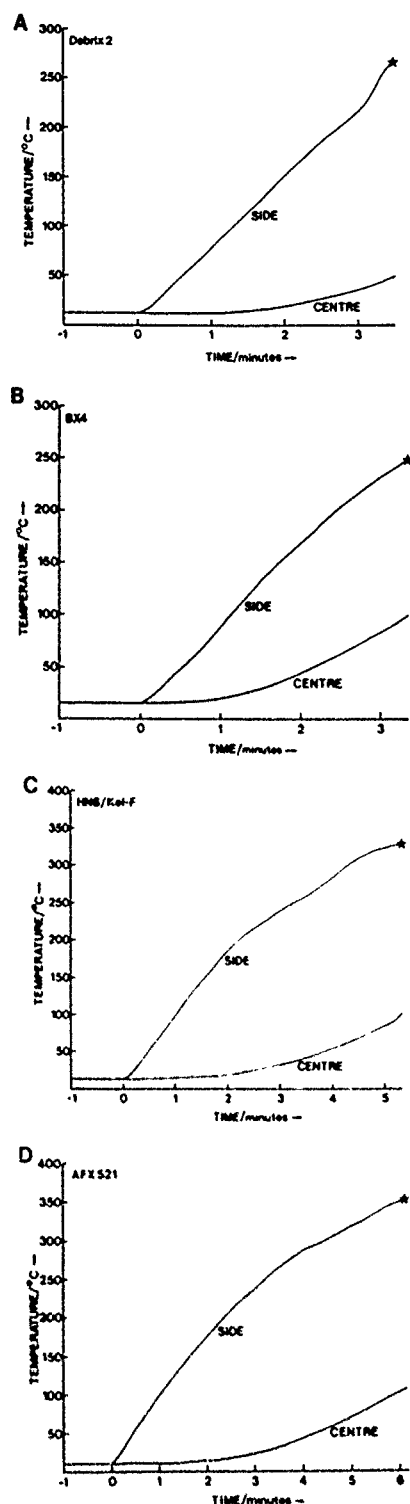 A
Debrix 2
300
250
200
150
100
50
TEMPERATURE/°C —
SIDE
CENTRE
-1 0 1 2 3
TIME/minutes —
B
BX4
300
250
200
150
100
50
TEMPERATURE/°C —
SIDE
CENTRE
-1 0 1 2 3
TIME/minutes —
C
HNS/Kel-F
400
350
300
250
200
150
100
50
TEMPERATURE/°C —
SIDE
CENTRE
-1 0 1 2 3 4 5
TIME/minutes —
D
AFX 521
400
350
300
250
200
150
100
50
TEMPERATURE/°C —
SIDE
CENTRE
-1 0 1 2 3 4 5 6
TIME/minutes —